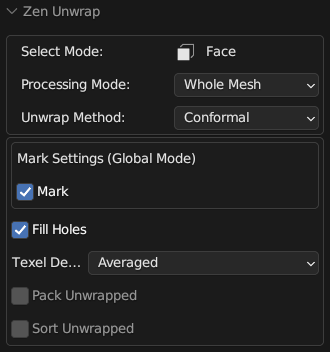 Zen Unwrap
Select Mode: Face
Processing Mode: Whole Mesh
Unwrap Method: Conformal
Mark Settings (Global Mode)
Mark
Fill Holes
Texel De... Averaged
Pack Unwrapped
Sort Unwrapped